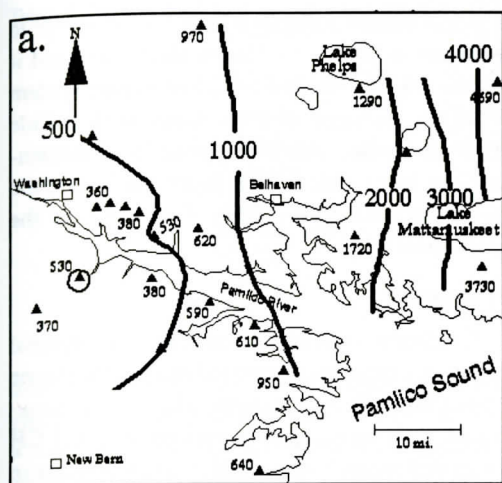 a.
970
Lake
Phelps
4000
N
1290
4690
500
1000
Washington
360
380
530
620
Belhaven
2000
3000
Lake
Mattamuskeet
1720
530
380
3730
370
590
Pamlico River
610
950
Pamlico Sound
10 mi.
New Bern
640